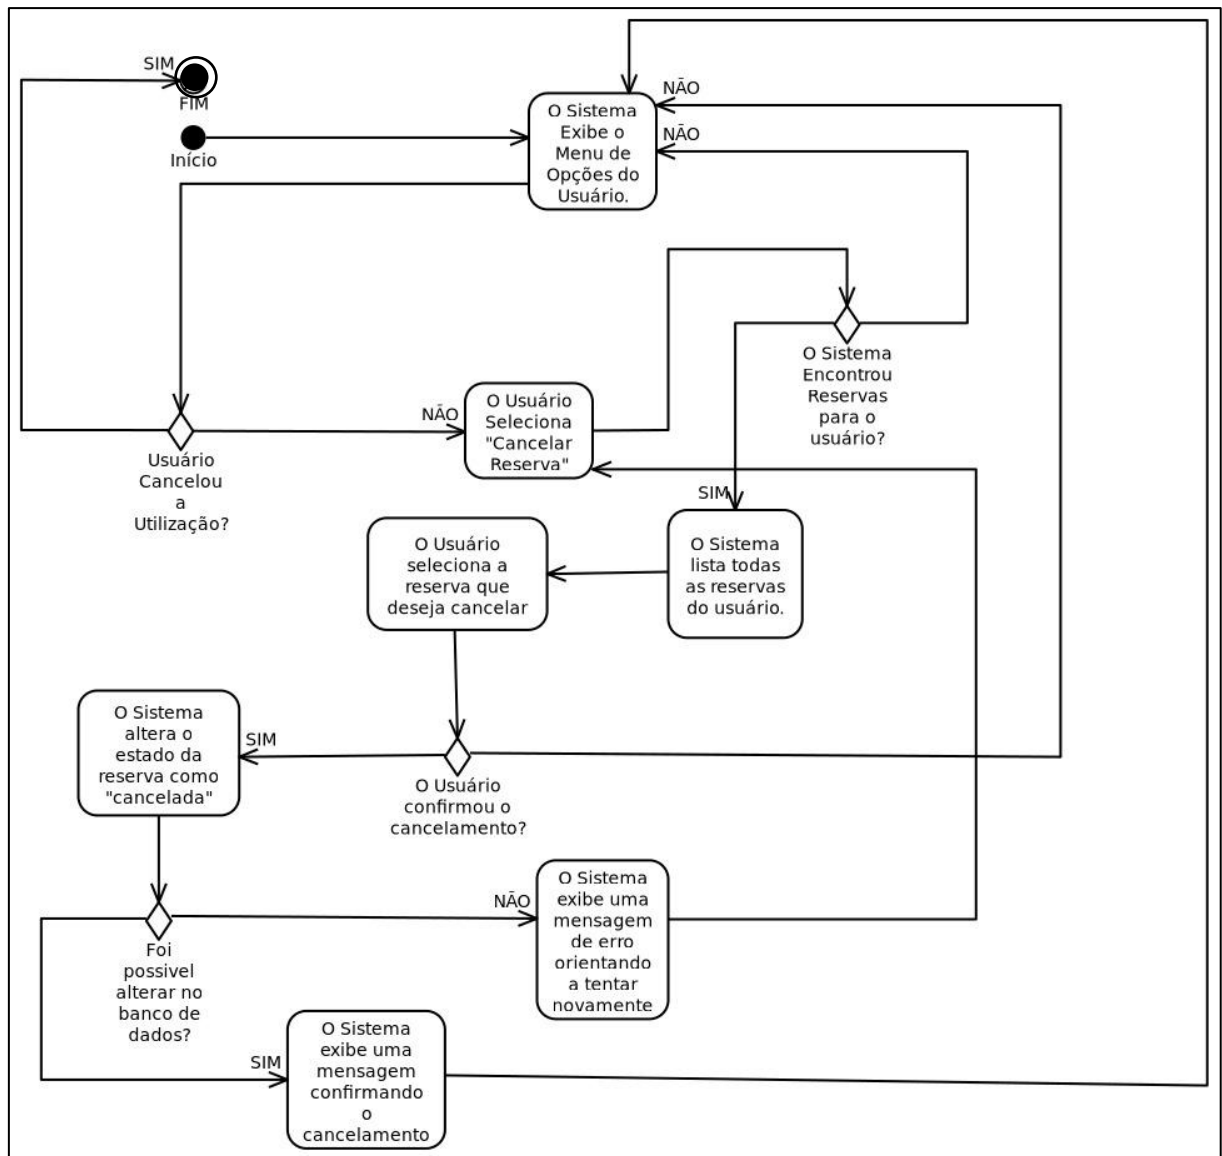 SIM
FIM
Início
O Sistema
Exibe o
Menu de
Opções do
Usuário.
NÃO
NÃO
O Sistema
Encontrou
Reservas
para o
usuário?
NÃO
O Usuário
Seleciona
"Cancelar
Reserva"
Usuário
Cancelou
a
Utilização?
SIM
O Sistema
lista todas
as reservas
do usuário.
O Usuário
seleciona a
reserva que
deseja cancelar
O Sistema
altera o
estado da
reserva como
"cancelada"
SIM
O Usuário
confirmou o
cancelamento?
NÃO
O Sistema
exibe uma
mensagem
de erro
orientando
a tentar
novamente
Foi
possivel
alterar no
banco de
dados?
SIM
O Sistema
exibe uma
mensagem
confirmando
o
cancelamento